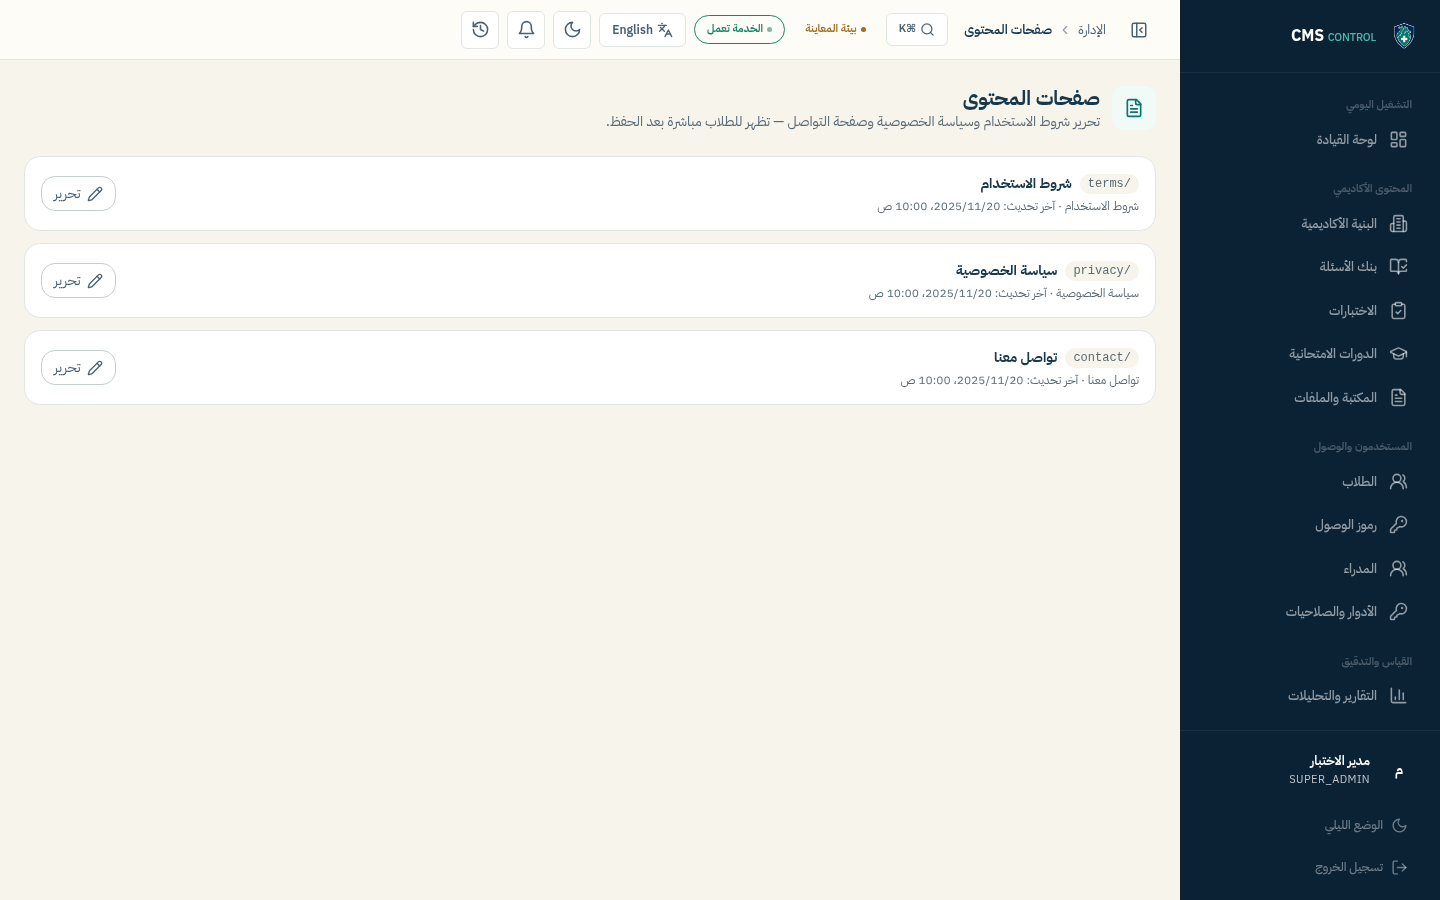 CMS CONTROL
التشغيل اليومي
لوحة القيادة
المحتوى الأكاديمي
البنية الأكاديمية
بنك الأسئلة
الاختبارات
الدورات الامتحانية
المكتبة والملفات
المستخدمون والوصول
الطلاب
رموز الوصول
المدراء
الأدوار والصلاحيات
القياس والتدقيق
التقارير والتحليلات
م
مدير الاختبار
SUPER_ADMIN
الوضع الليلي
تسجيل الخروج
الإدارة
صفحات المحتوى
⌘K
بيئة المعاينة
الخدمة تعمل
English
صفحات المحتوى
تحرير شروط الاستخدام وسياسة الخصوصية وصفحة التواصل — تظهر للطلاب مباشرة بعد الحفظ.
/terms شروط الاستخدام
شروط الاستخدام · آخر تحديث: 2025/11/20، 10:00 ص
تحرير
/privacy سياسة الخصوصية
سياسة الخصوصية · آخر تحديث: 2025/11/20، 10:00 ص
تحرير
/contact تواصل معنا
تواصل معنا · آخر تحديث: 2025/11/20، 10:00 ص
تحرير